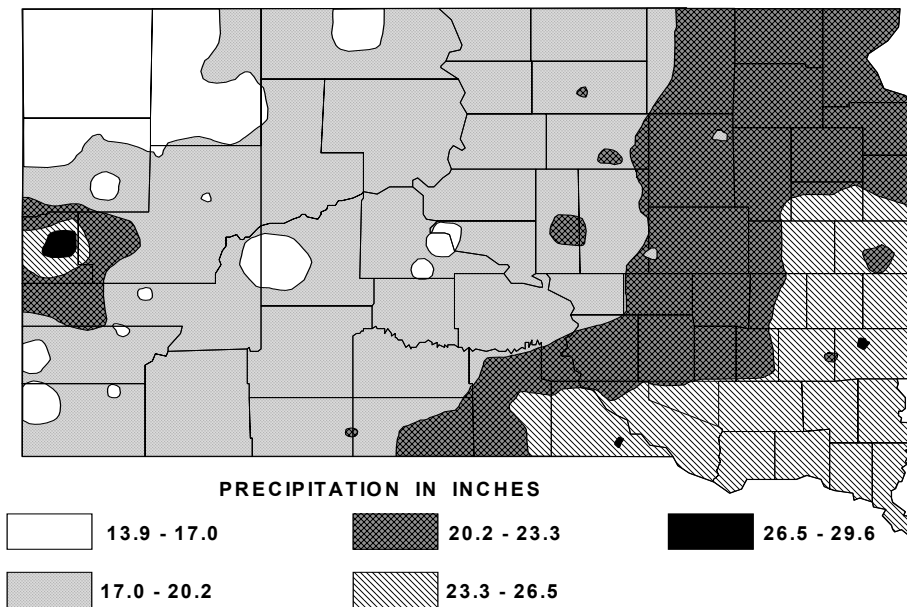 PRECIPITATION IN INCHES
13.9 - 17.0
20.2 - 23.3
26.5 - 29.6
17.0 - 20.2
23.3 - 26.5